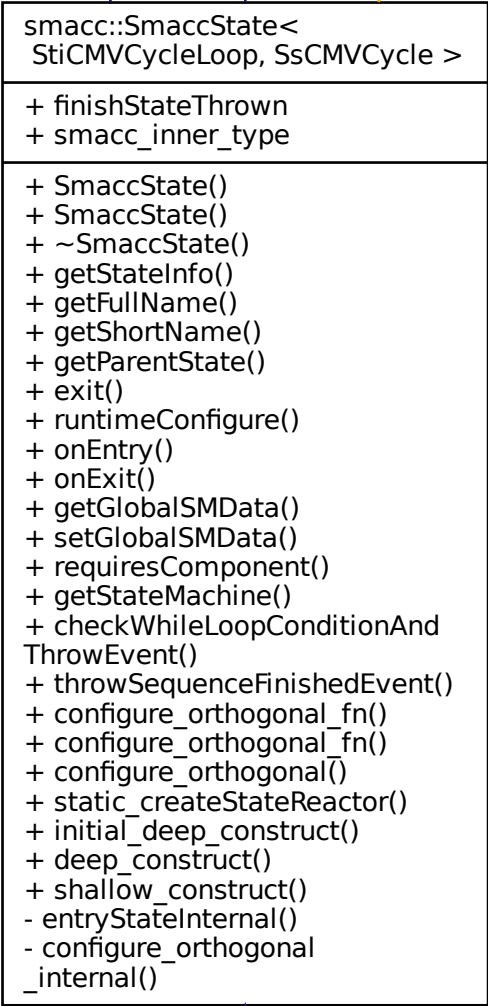 smacc::SmaccState<
StiCMVCycleLoop, SsCMVCycle >
+ finishStateThrown
+ smacc_inner_type
+ SmaccState()
+ SmaccState()
+ ~SmaccState()
+ getStateInfo()
+ getFullName()
+ getShortName()
+ getParentState()
+ exit()
+ runtimeConfigure()
+ onEntry()
+ onExit()
+ getGlobalSMData()
+ setGlobalSMData()
+ requiresComponent()
+ getStateMachine()
+ checkWhileLoopConditionAnd
ThrowEvent()
+ throwSequenceFinishedEvent()
+ configure_orthogonal_fn()
+ configure_orthogonal_fn()
+ configure_orthogonal()
+ static_createStateReactor()
+ initial_deep_construct()
+ deep_construct()
+ shallow_construct()
- entryStateInternal()
- configure_orthogonal
_internal()